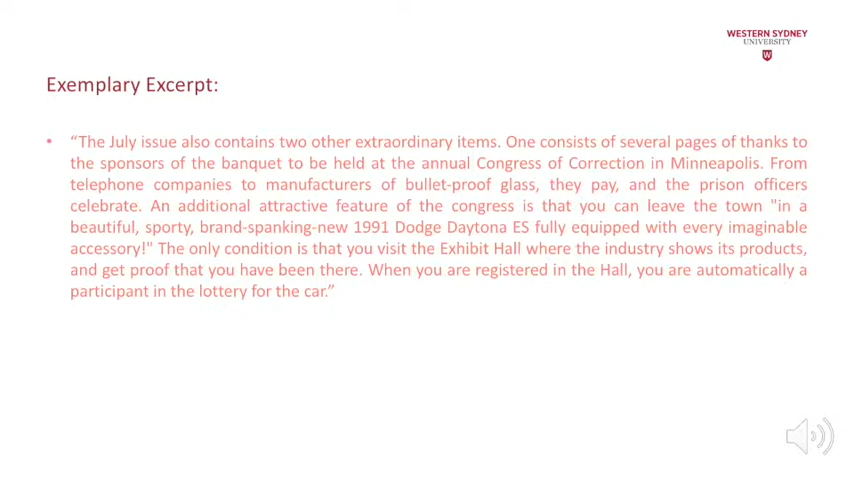 WESTERN SYDNEY
UNIVERSITY
W
Exemplary Excerpt:
• “The July issue also contains two other extraordinary items. One consists of several pages of thanks to
the sponsors of the banquet to be held at the annual Congress of Correction in Minneapolis. From
telephone companies to manufacturers of bullet-proof glass, they pay, and the prison officers
celebrate. An additional attractive feature of the congress is that you can leave the town "in a
beautiful, sporty, brand-spanking-new 1991 Dodge Daytona ES fully equipped with every imaginable
accessory!" The only condition is that you visit the Exhibit Hall where the industry shows its products,
and get proof that you have been there. When you are registered in the Hall, you are automatically a
participant in the lottery for the car.”